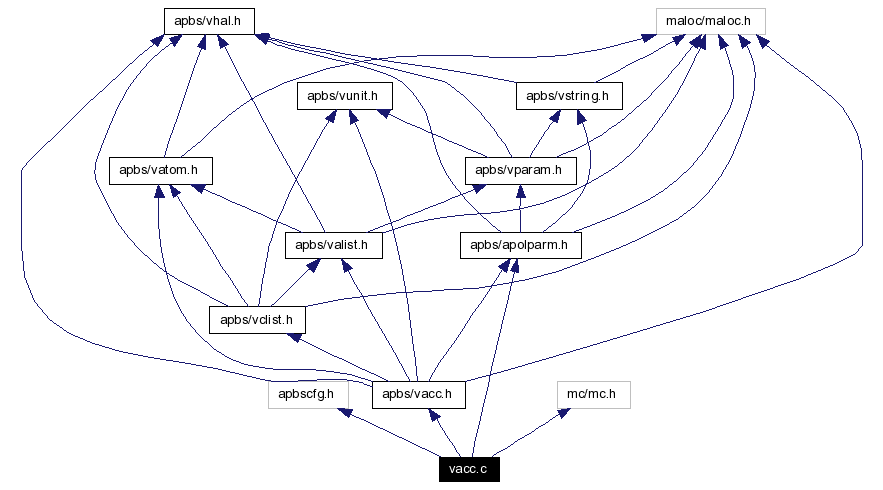 apbs/vhal.h
maloc/maloc.h
apbs/vunit.h
apbs/vstring.h
apbs/vatom.h
apbs/vparam.h
apbs/valist.h
apbs/apolparm.h
apbs/vclist.h
apbscfg.h
apbs/vacc.h
mc/mc.h
vacc.c